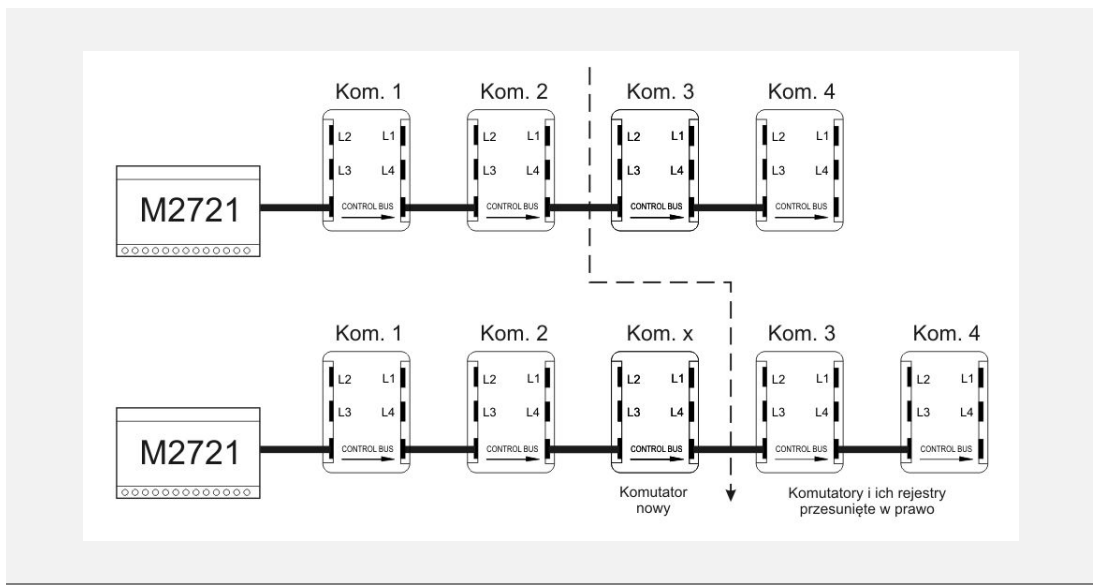 Kom. 1 Kom. 2 Kom. 3 Kom. 4
L2 L1 L2 L1 L2 L1 L2 L1
L3 L4 L3 L4 L3 L4 L3 L4
M2721
CONTROL BUS CONTROL BUS CONTROL BUS CONTROL BUS
Kom. 1 Kom. 2 Kom. x Kom. 3 Kom. 4
L2 L1 L2 L1 L2 L1 L2 L1 L2 L1
L3 L4 L3 L4 L3 L4 L3 L4 L3 L4
M2721
CONTROL BUS CONTROL BUS CONTROL BUS CONTROL BUS CONTROL BUS
Komutator
nowy
Komutatory i ich rejestry
przesunięte w prawo